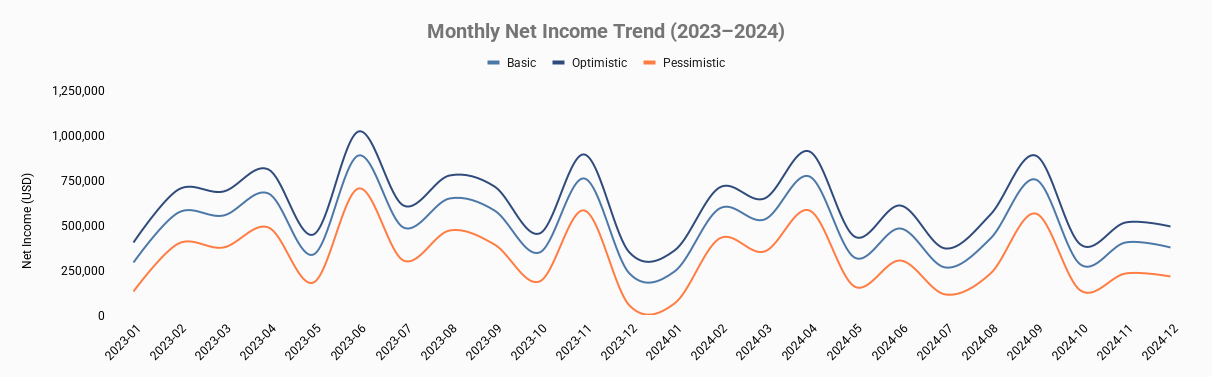 Monthly Net Income Trend (2023–2024)
Basic Optimistic Pessimistic
1,250,000
1,000,000
750,000
500,000
250,000
0
Net Income (USD)
2023-01 2023-02 2023-03 2023-04 2023-05 2023-06 2023-07 2023-08 2023-09 2023-10 2023-11 2023-12 2024-01 2024-02 2024-03 2024-04 2024-05 2024-06 2024-07 2024-08 2024-09 2024-10 2024-11 2024-12